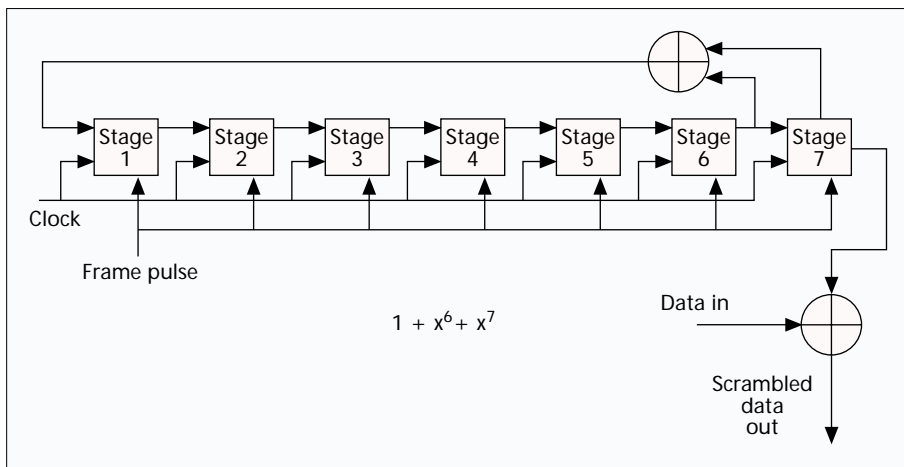 Stage
1
Stage
2
Stage
3
Stage
4
Stage
5
Stage
6
Stage
7
Clock
Frame pulse
1 + x⁶ + x⁷
Data in
Scrambled
data
out